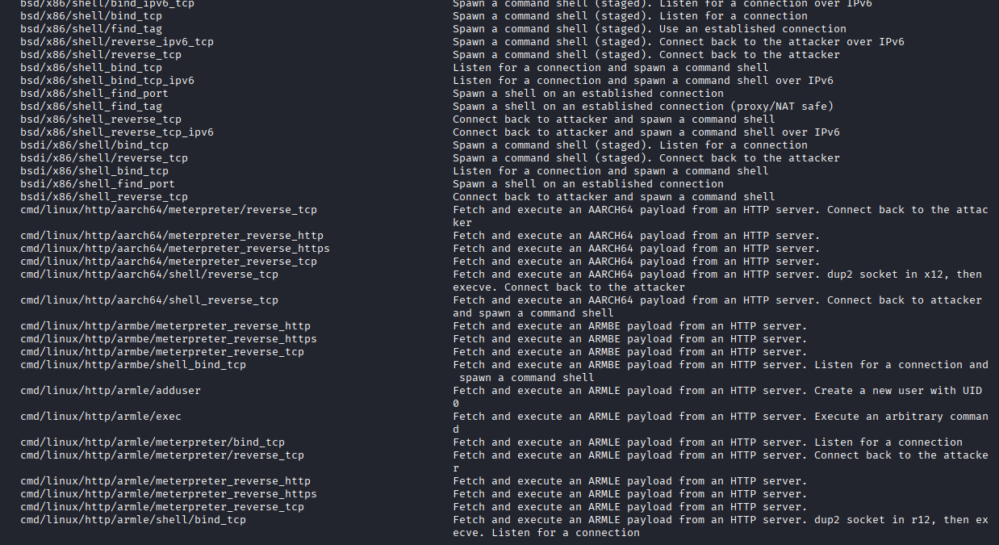 bsd/x86/shell/bind_ipv6_tcp Spawn a command shell (staged). Listen for a connection over IPv6
bsd/x86/shell/bind_tcp Spawn a command shell (staged). Listen for a connection
bsd/x86/shell/find_tag Spawn a command shell (staged). Use an established connection
bsd/x86/shell/reverse_ipv6_tcp Spawn a command shell (staged). Connect back to the attacker over IPv6
bsd/x86/shell/reverse_tcp Spawn a command shell (staged). Connect back to the attacker
bsd/x86/shell_bind_tcp Listen for a connection and spawn a command shell
bsd/x86/shell_bind_tcp_ipv6 Listen for a connection and spawn a command shell over IPv6
bsd/x86/shell_find_port Spawn a shell on an established connection
bsd/x86/shell_find_tag Spawn a shell on an established connection (proxy/NAT safe)
bsd/x86/shell_reverse_tcp Connect back to attacker and spawn a command shell
bsd/x86/shell_reverse_tcp_ipv6 Connect back to attacker and spawn a command shell over IPv6
bsdi/x86/shell/bind_tcp Spawn a command shell (staged). Listen for a connection
bsdi/x86/shell/reverse_tcp Spawn a command shell (staged). Connect back to the attacker
bsdi/x86/shell_bind_tcp Listen for a connection and spawn a command shell
bsdi/x86/shell_find_port Spawn a shell on an established connection
bsdi/x86/shell_reverse_tcp Connect back to attacker and spawn a command shell
cmd/linux/http/aarch64/meterpreter/reverse_tcp Fetch and execute an AARCH64 payload from an HTTP server. Connect back to the attac
ker
cmd/linux/http/aarch64/meterpreter_reverse_http Fetch and execute an AARCH64 payload from an HTTP server.
cmd/linux/http/aarch64/meterpreter_reverse_https Fetch and execute an AARCH64 payload from an HTTP server.
cmd/linux/http/aarch64/meterpreter_reverse_tcp Fetch and execute an AARCH64 payload from an HTTP server.
cmd/linux/http/aarch64/shell/reverse_tcp Fetch and execute an AARCH64 payload from an HTTP server. dup2 socket in x12, then
execve. Connect back to the attacker
cmd/linux/http/aarch64/shell_reverse_tcp Fetch and execute an AARCH64 payload from an HTTP server. Connect back to attacker
and spawn a command shell
cmd/linux/http/armbe/meterpreter_reverse_http Fetch and execute an ARMBE payload from an HTTP server.
cmd/linux/http/armbe/meterpreter_reverse_https Fetch and execute an ARMBE payload from an HTTP server.
cmd/linux/http/armbe/meterpreter_reverse_tcp Fetch and execute an ARMBE payload from an HTTP server.
cmd/linux/http/armbe/shell_bind_tcp Fetch and execute an ARMBE payload from an HTTP server. Listen for a connection and
spawn a command shell
cmd/linux/http/armle/adduser Fetch and execute an ARMLE payload from an HTTP server. Create a new user with UID
0
cmd/linux/http/armle/exec Fetch and execute an ARMLE payload from an HTTP server. Execute an arbitrary comman
d
cmd/linux/http/armle/meterpreter/bind_tcp Fetch and execute an ARMLE payload from an HTTP server. Listen for a connection
cmd/linux/http/armle/meterpreter/reverse_tcp Fetch and execute an ARMLE payload from an HTTP server. Connect back to the attacke
r
cmd/linux/http/armle/meterpreter_reverse_http Fetch and execute an ARMLE payload from an HTTP server.
cmd/linux/http/armle/meterpreter_reverse_https Fetch and execute an ARMLE payload from an HTTP server.
cmd/linux/http/armle/meterpreter_reverse_tcp Fetch and execute an ARMLE payload from an HTTP server.
cmd/linux/http/armle/shell/bind_tcp Fetch and execute an ARMLE payload from an HTTP server. dup2 socket in r12, then ex
ecve. Listen for a connection